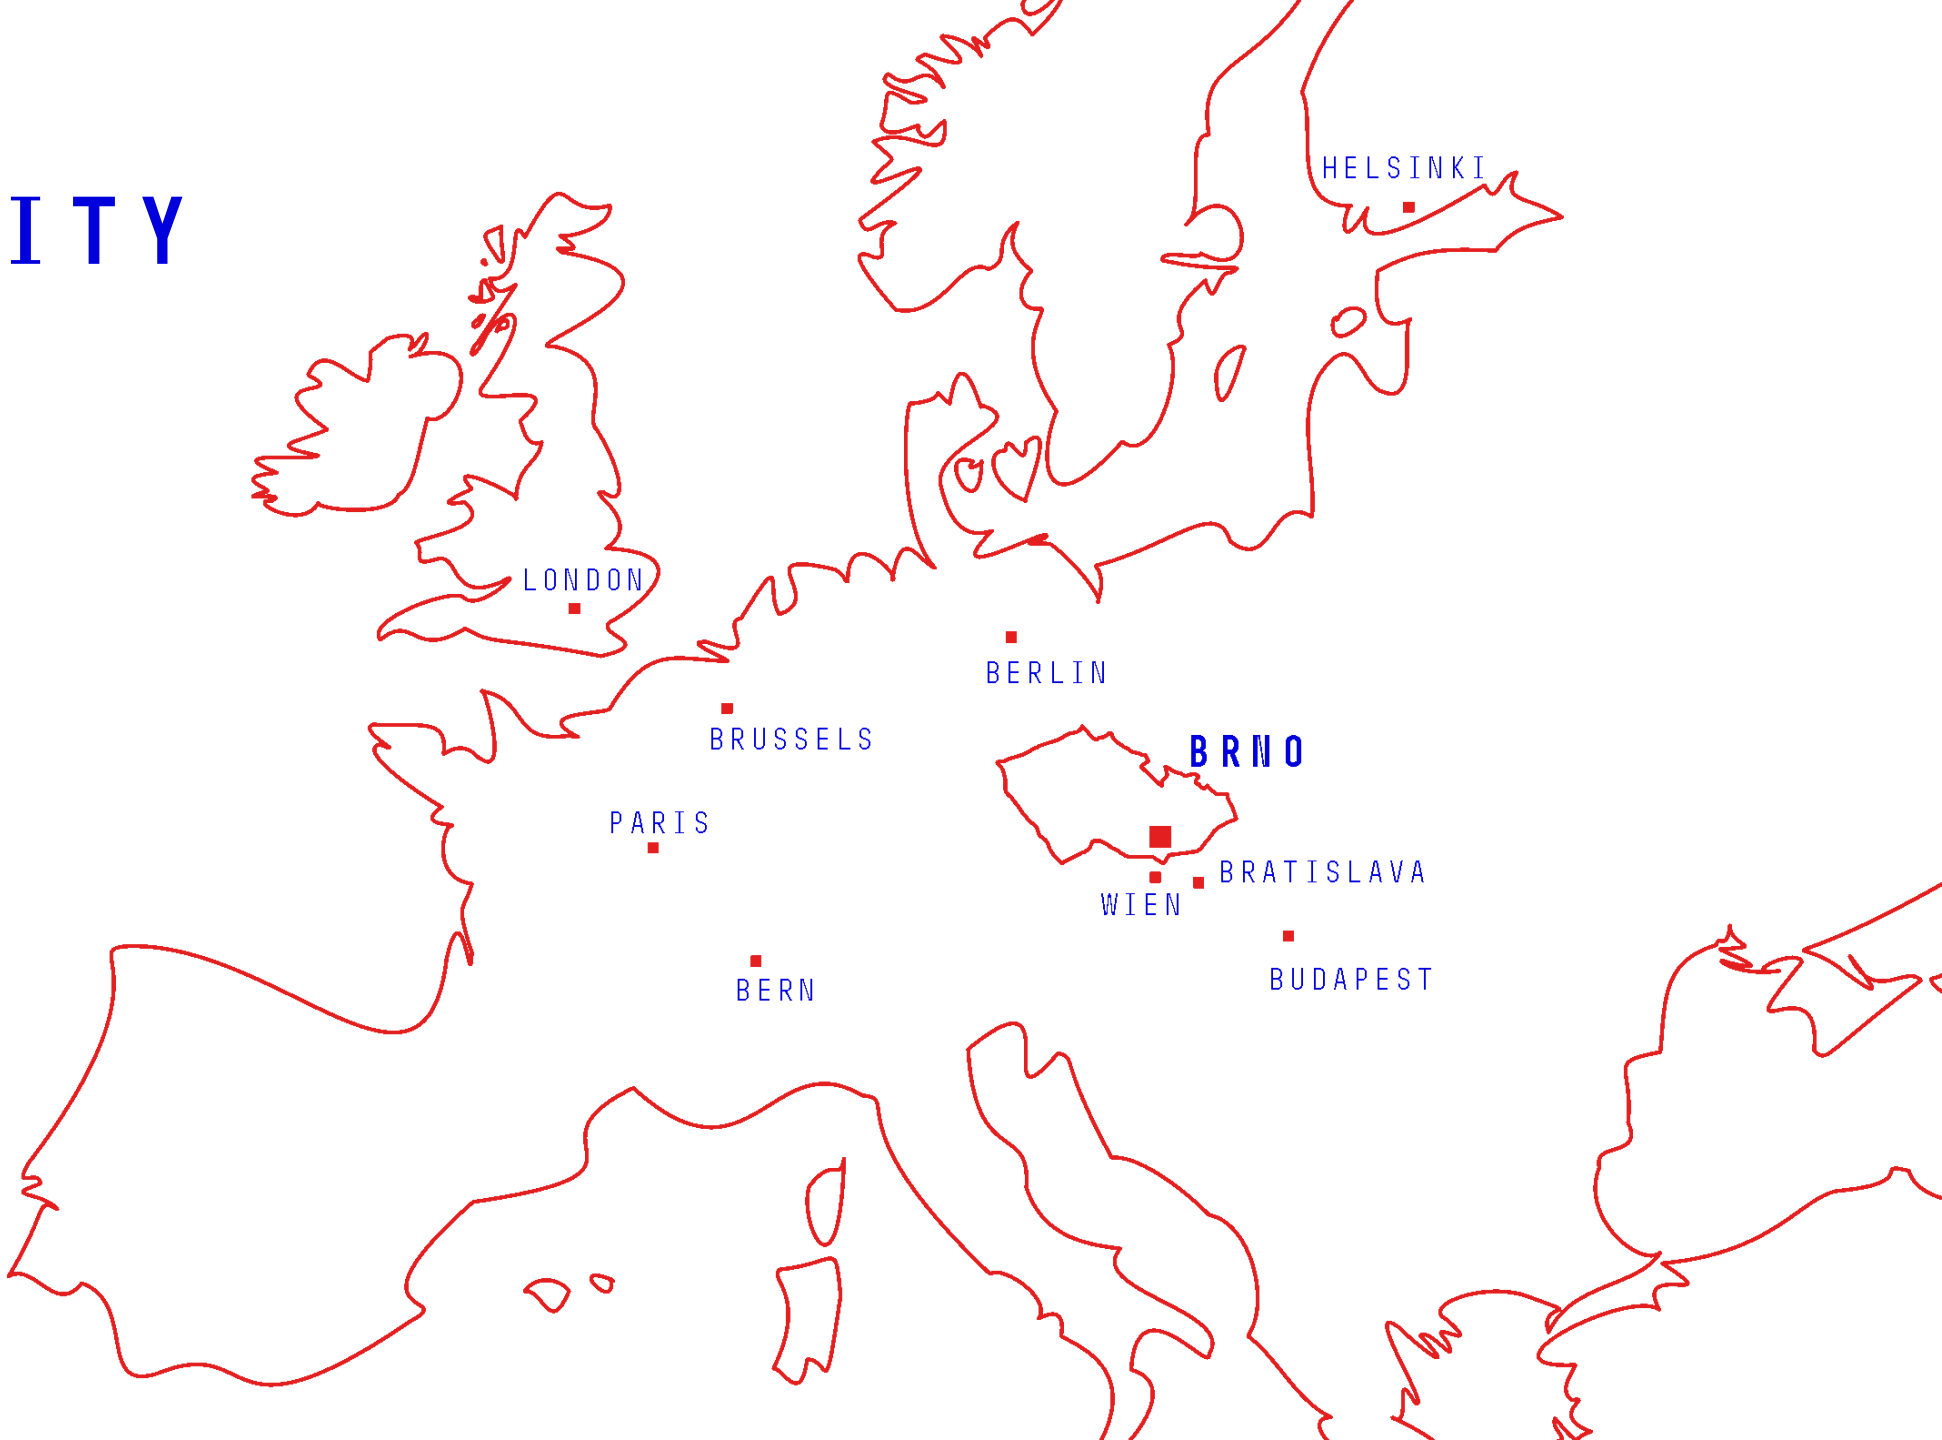 HELSINKI
ITY
LONDON
BERLIN
BRUSSELS
BRNO
PARIS
BRATISLAVA
WIEN
BUDAPEST
BERN